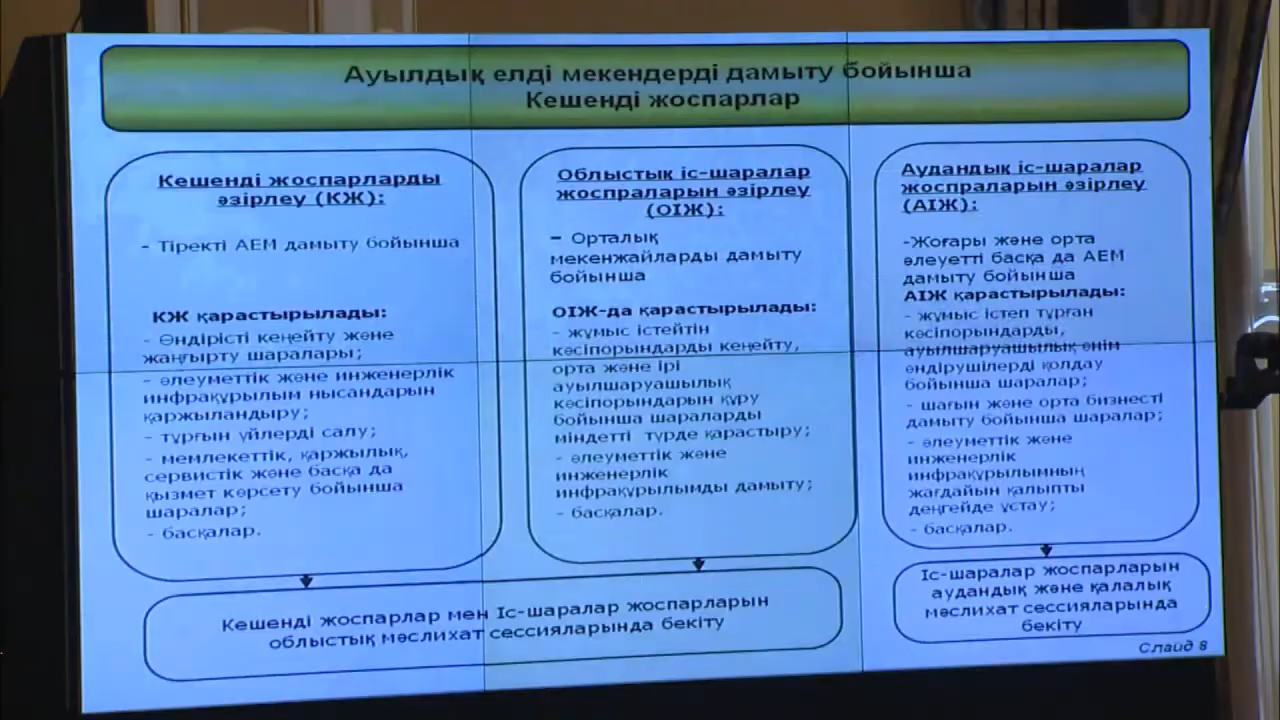 Ауылдық елді мекендерді дамыту бойынша
Кешенді жоспарлар
Кешенді жоспарларды
әзірлеу (КЖ):
- Тіректі АЕМ дамыту бойынша
КЖ қарастырылады:
- Өндірісті кеңейту және
жаңғырту шаралары;
- әлеуметтік және инженерлік
инфрақұрылым нысандарын
қаржыландыру;
- тұрғын үйлерді салу;
- мемлекеттік, қаржылық,
сервистік және басқа да
қызмет көрсету бойынша
шаралар;
- басқалар.
Облыстық іс-шаралар
жоспраларын әзірлеу
(ОІЖ):
– Орталық
мекенжайларды дамыту
бойынша
ОІЖ-да қарастырылады:
- жұмыс істейтін
кәсіпорындарды кеңейту,
орта және ірі
ауылшаруашылық
кәсіпорындарын құру
бойынша шараларды
міндетті түрде қарастыру;
- әлеуметтік және
инженерлік
инфрақұрылымды дамыту;
- басқалар.
Аудандық іс-шаралар
жоспраларын әзірлеу
(АІЖ):
-Жоғары және орта
әлеуетті басқа да АЕМ
дамыту бойынша
АІЖ қарастырылады:
- жұмыс істеп тұрған
кәсіпорындарды,
ауылшаруашылық өнім
өндірушілерді қолдау
бойынша шаралар;
- шағын және орта бизнесті
дамыту бойынша шаралар;
- әлеуметтік және
инженерлік
инфрақұрылымның
жағдайын қалыпты
деңгейде ұстау;
- басқалар.
Кешенді жоспарлар мен Іс-шаралар жоспарларын
облыстық мәслихат сессияларында бекіту
Іс-шаралар жоспарларын
аудандық және қалалық
мәслихат сессияларында
бекіту
Слайд 8